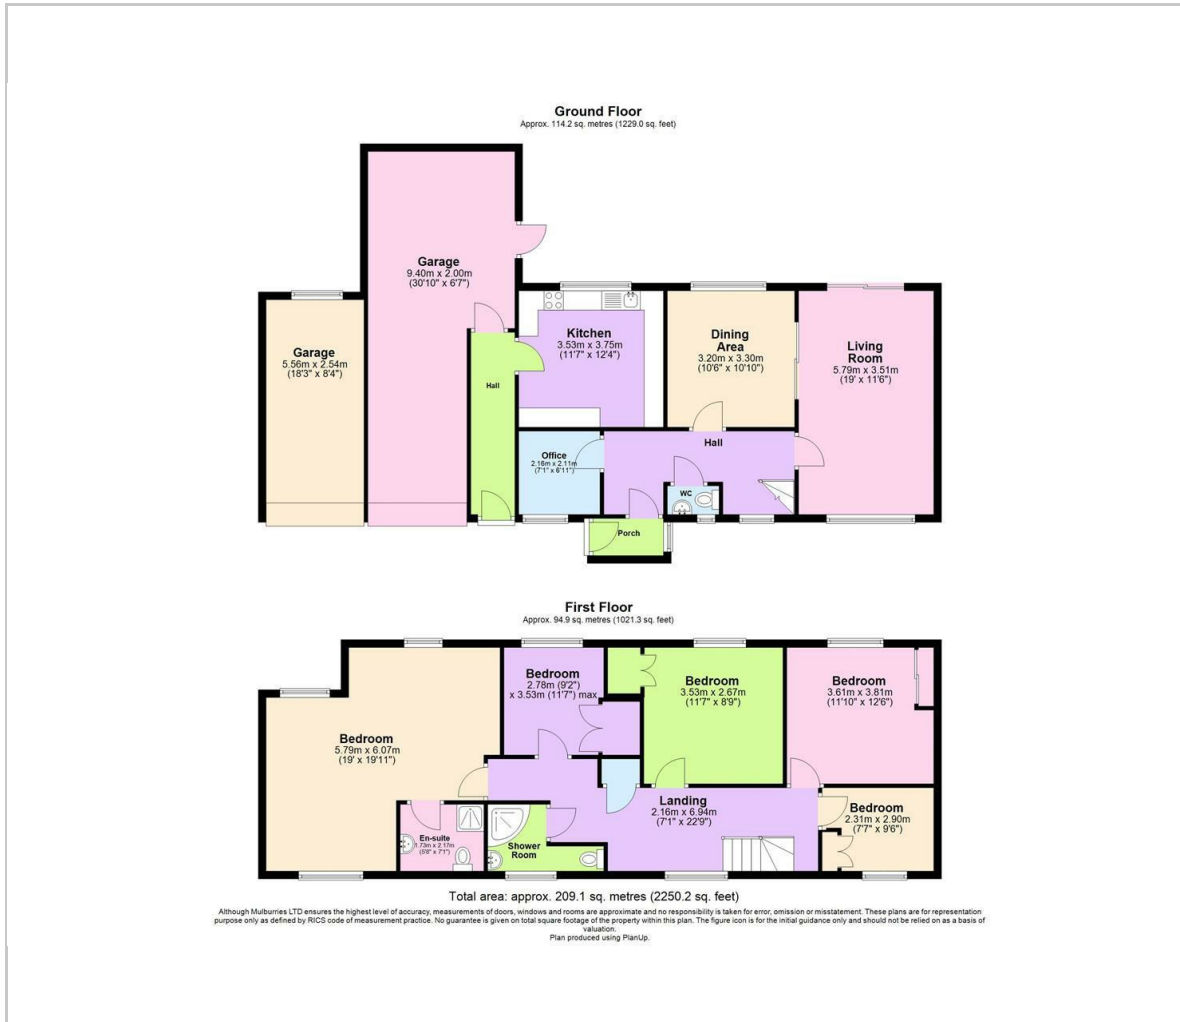 Ground Floor
Approx. 114.2 sq. metres (1229.0 sq. feet)
Garage
9.40m x 2.00m
(30'10" x 6'7")
Garage
5.56m x 2.54m
(18'3" x 8'4")
Hall
Kitchen
3.53m x 3.75m
(11'7" x 12'4")
Dining
Area
3.20m x 3.30m
(10'6" x 10'10")
Living
Room
5.79m x 3.51m
(19' x 11'6")
Office
2.16m x 2.11m
(7'1" x 6'11")
Hall
WC
Porch
First Floor
Approx. 94.9 sq. metres (1021.3 sq. feet)
Bedroom
5.79m x 6.07m
(19' x 19'11")
Bedroom
2.78m (9'2")
x 3.53m (11'7") max
Bedroom
3.53m x 2.67m
(11'7" x 8'9")
Bedroom
3.61m x 3.81m
(11'10" x 12'6")
Landing
2.16m x 6.94m
(7'1" x 22'9")
Bedroom
2.31m x 2.90m
(7'7" x 9'6")
En-suite
1.73m x 2.17m
(5'8" x 7'1")
Shower
Room
Total area: approx. 209.1 sq. metres (2250.2 sq. feet)
Although Mulburries LTD ensures the highest level of accuracy, measurements of doors, windows and rooms are approximate and no responsibility is taken for error, omission or misstatement. These plans are for representation
purpose only as defined by RICS code of measurement practice. No guarantee is given on total square footage of the property within this plan. The figure icon is for the initial guidance only and should not be relied on as a basis of
valuation.
Plan produced using PlanUp.